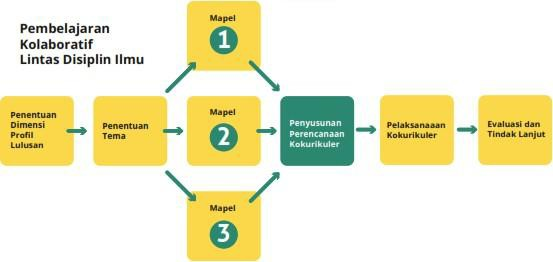 Pembelajaran
Kolaboratif
Lintas Disiplin Ilmu
Penentuan
Dimensi
Profil
Lulusan
Penentuan
Tema
Mapel
1
Mapel
2
Mapel
3
Penyusunan
Perencanaan
Kokurikuler
Pelaksanaaan
Kokurikuler
Evaluasi dan
Tindak Lanjut